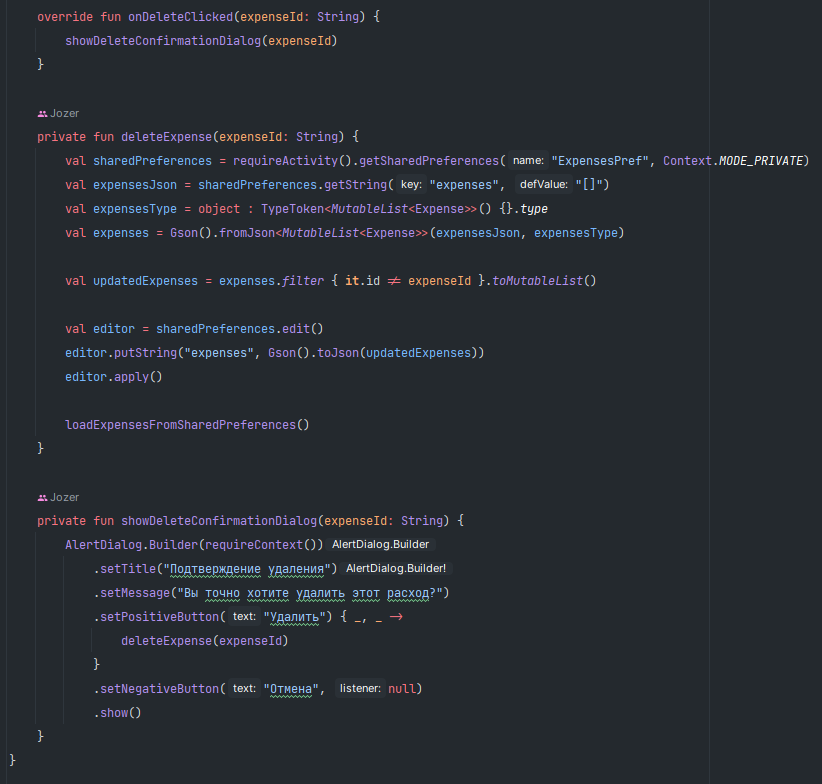 override fun onDeleteClicked(expenseId: String) {
showDeleteConfirmationDialog(expenseId)
}
Jozer
private fun deleteExpense(expenseId: String) {
val sharedPreferences = requireActivity().getSharedPreferences( name: "ExpensesPref", Context.MODE_PRIVATE)
val expensesJson = sharedPreferences.getString( key: "expenses", defValue: "[]")
val expensesType = object : TypeToken<MutableList<Expense>>() {}.type
val expenses = Gson().fromJson<MutableList<Expense>>(expensesJson, expensesType)
val updatedExpenses = expenses.filter { it.id ≠ expenseId }.toMutableList()
val editor = sharedPreferences.edit()
editor.putString("expenses", Gson().toJson(updatedExpenses))
editor.apply()
loadExpensesFromSharedPreferences()
}
Jozer
private fun showDeleteConfirmationDialog(expenseId: String) {
AlertDialog.Builder(requireContext()) AlertDialog.Builder
.setTitle("Подтверждение удаления") AlertDialog.Builder!
.setMessage("Вы точно хотите удалить этот расход?")
.setPositiveButton( text: "Удалить") { _, _ →
deleteExpense(expenseId)
}
.setNegativeButton( text: "Отмена", listener: null)
.show()
}
}